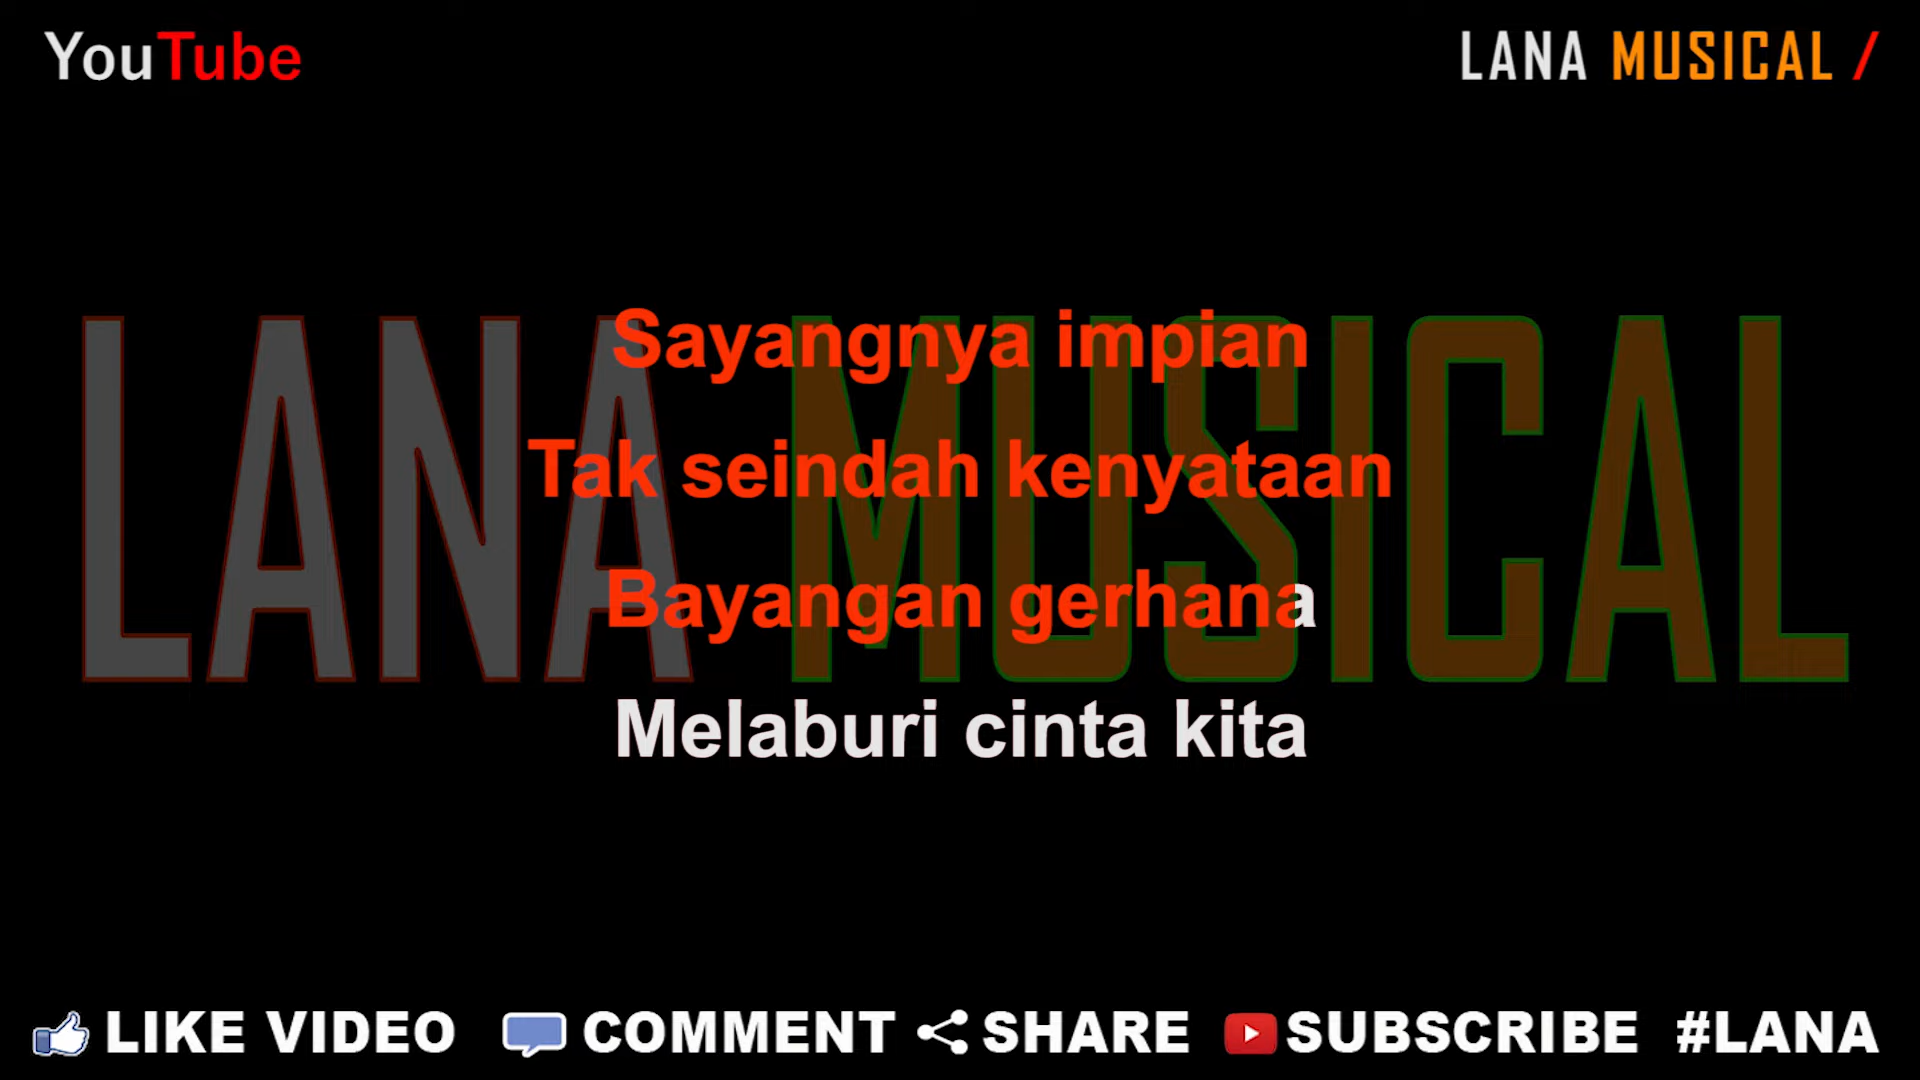 YouTube
LANA MUSICAL /
LANA MUSICAL
Sayangnya impian
Tak seindah kenyataan
Bayangan gerhana
Melaburi cinta kita
LIKE VIDEO COMMENT SHARE SUBSCRIBE #LANA